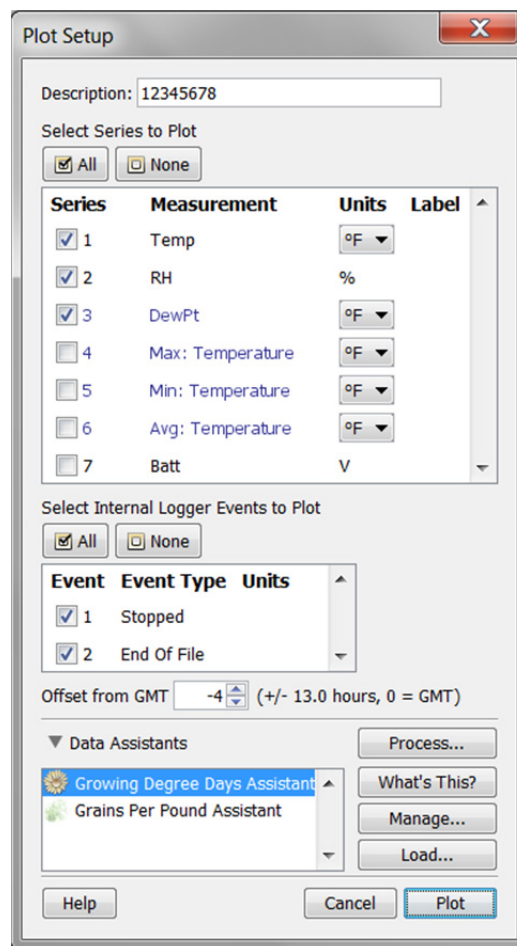 Plot Setup
Description: 12345678
Select Series to Plot
All None
Series Measurement Units Label
1 Temp °F
2 RH %
3 DewPt °F
4 Max: Temperature °F
5 Min: Temperature °F
6 Avg: Temperature °F
7 Batt V
Select Internal Logger Events to Plot
All None
Event Event Type Units
1 Stopped
2 End Of File
Offset from GMT -4 (+/- 13.0 hours, 0 = GMT)
Data Assistants Process...
Growing Degree Days Assistant What's This?
Grains Per Pound Assistant Manage...
Load...
Help Cancel Plot